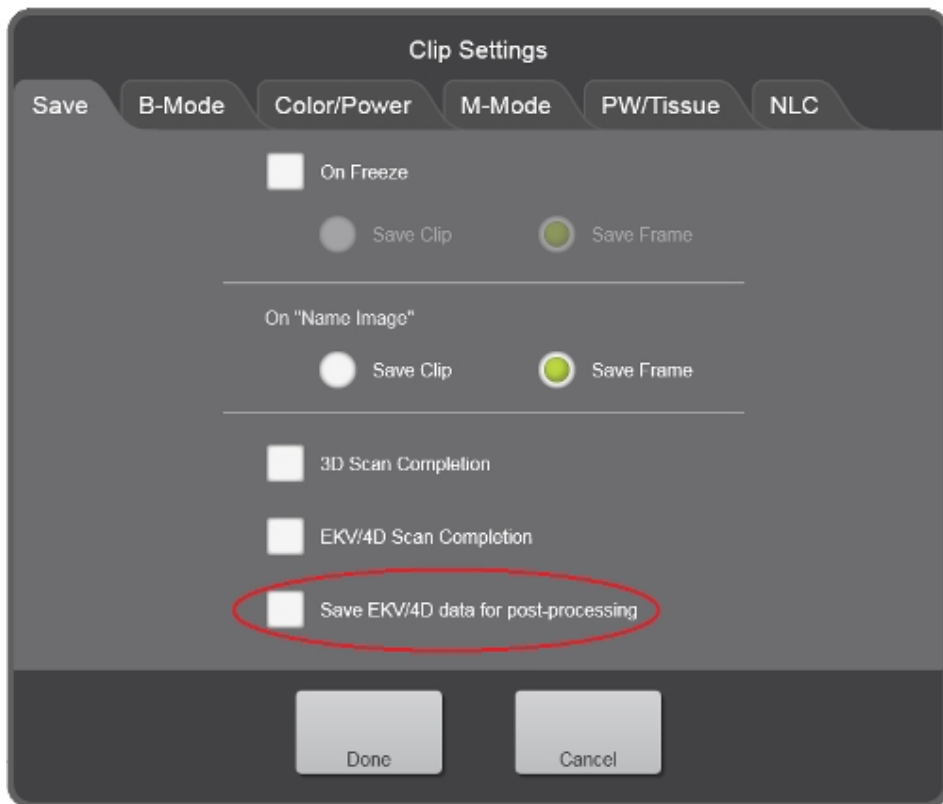 Clip Settings
Save B-Mode Color/Power M-Mode PW/Tissue NLC
On Freeze
Save Clip Save Frame
On "Name Image"
Save Clip Save Frame
3D Scan Completion
EKV/4D Scan Completion
Save EKV/4D data for post-processing
Done Cancel